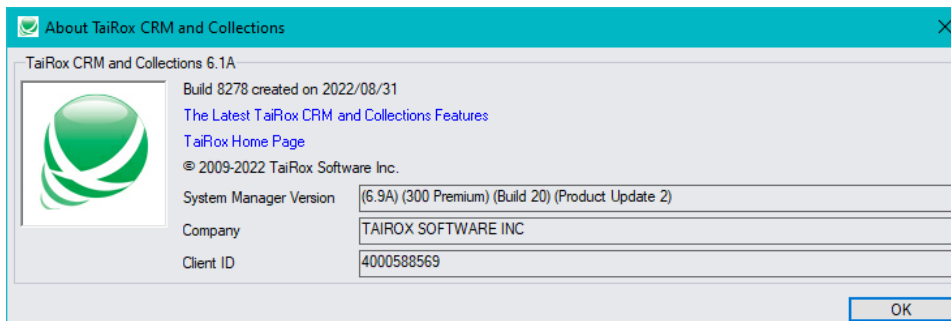 About TaiRox CRM and Collections
TaiRox CRM and Collections 6.1A
Build 8278 created on 2022/08/31
The Latest TaiRox CRM and Collections Features
TaiRox Home Page
© 2009-2022 TaiRox Software Inc.
System Manager Version (6.9A) (300 Premium) (Build 20) (Product Update 2)
Company TAIROX SOFTWARE INC
Client ID 4000588569
OK